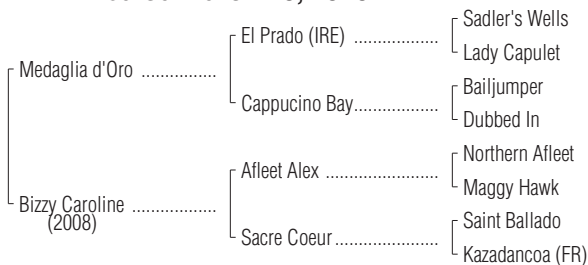 Sadler's Wells
El Prado (IRE) .....................
Lady Capulet
Medaglia d'Oro ................
Bailjumper
Cappucino Bay.....................
Dubbed In
Northern Afleet
Afleet Alex ...........................
Maggy Hawk
Bizzy Caroline ..................
(2008)
Saint Ballado
Sacre Coeur.........................
Kazadancoa (FR)